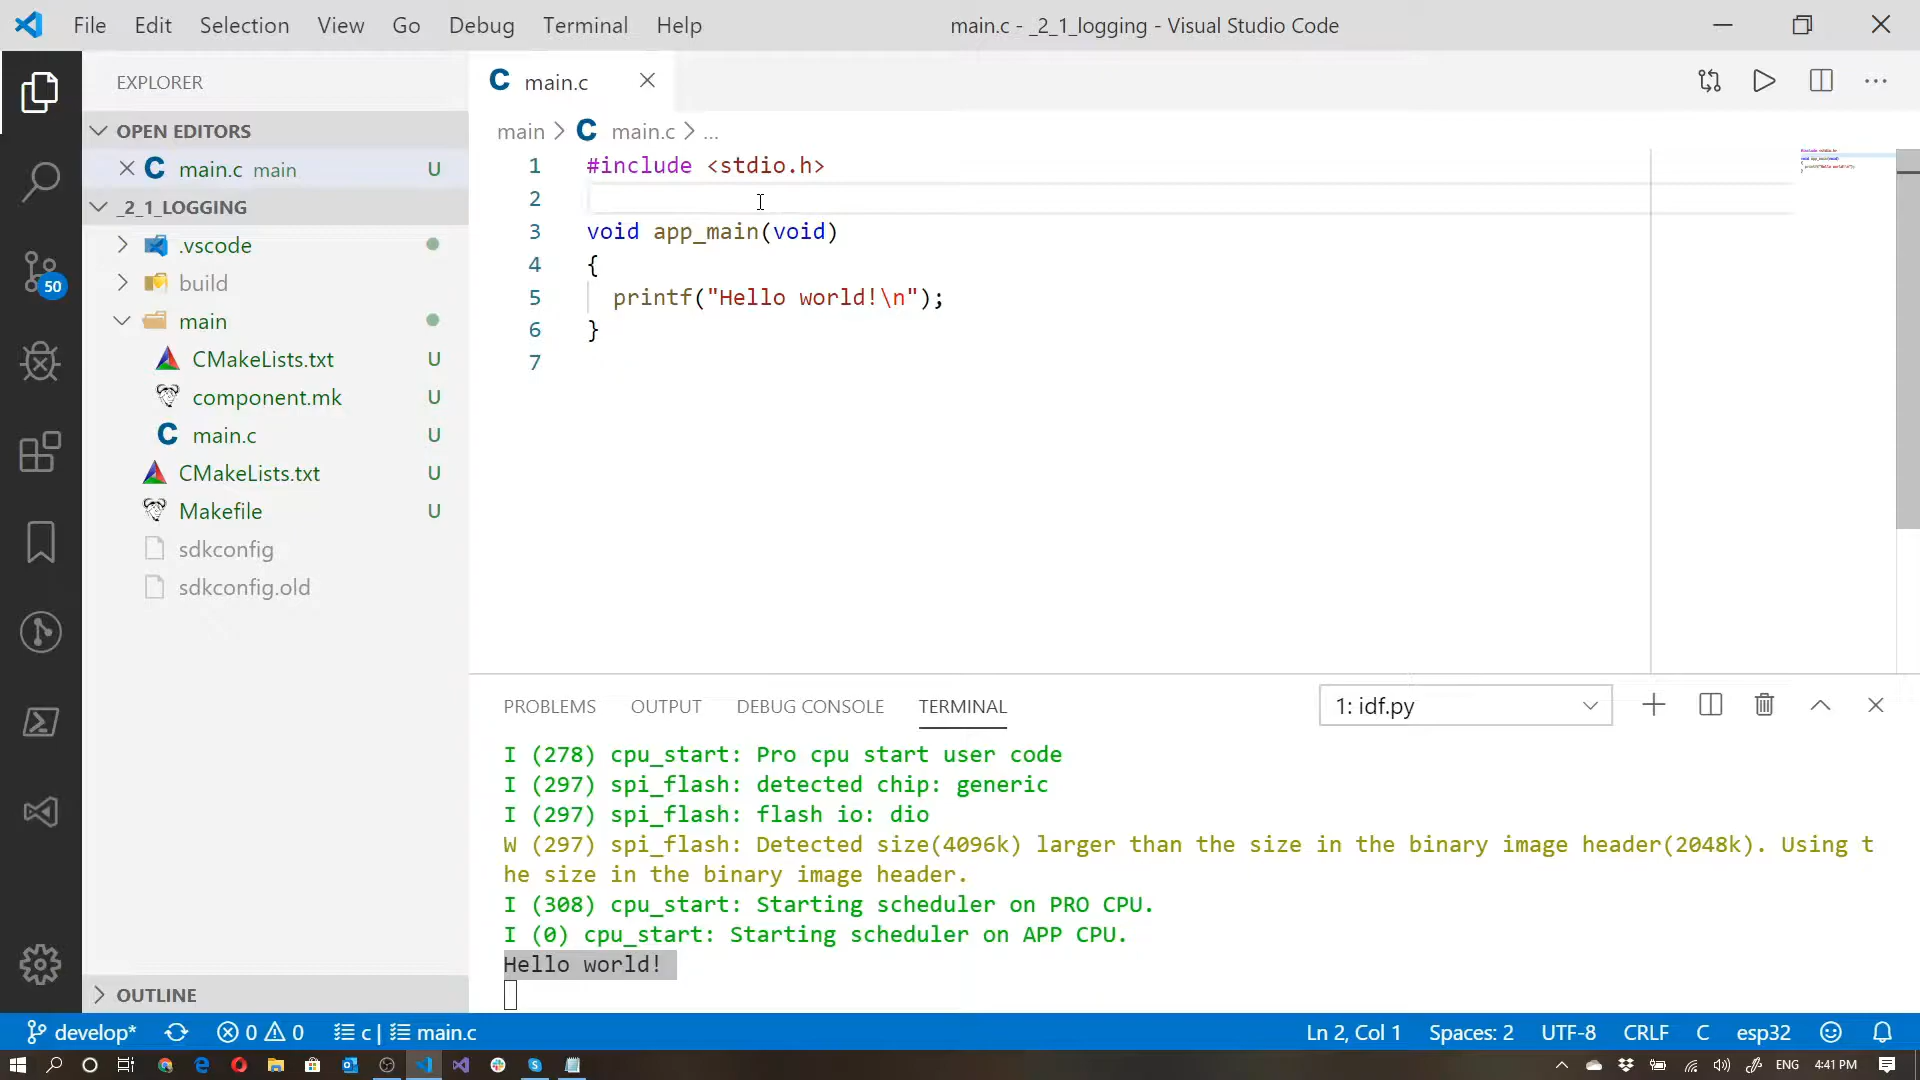 File Edit Selection View Go Debug Terminal Help main.c - _2_1_logging - Visual Studio Code
EXPLORER
main.c
OPEN EDITORS
main > C main.c > ...
main.c main U
_2_1_LOGGING
.vscode
build
main
CMakeLists.txt U
component.mk U
main.c U
CMakeLists.txt U
Makefile U
sdkconfig
sdkconfig.old
OUTLINE
50
1 #include <stdio.h>
2
3 void app_main(void)
4 {
5 printf("Hello world!\n");
6 }
7
PROBLEMS OUTPUT DEBUG CONSOLE TERMINAL 1: idf.py
I (278) cpu_start: Pro cpu start user code
I (297) spi_flash: detected chip: generic
I (297) spi_flash: flash io: dio
W (297) spi_flash: Detected size(4096k) larger than the size in the binary image header(2048k). Using t
he size in the binary image header.
I (308) cpu_start: Starting scheduler on PRO CPU.
I (0) cpu_start: Starting scheduler on APP CPU.
Hello world!
develop* 0 0 c | main.c Ln 2, Col 1 Spaces: 2 UTF-8 CRLF C esp32
ENG 4:41 PM